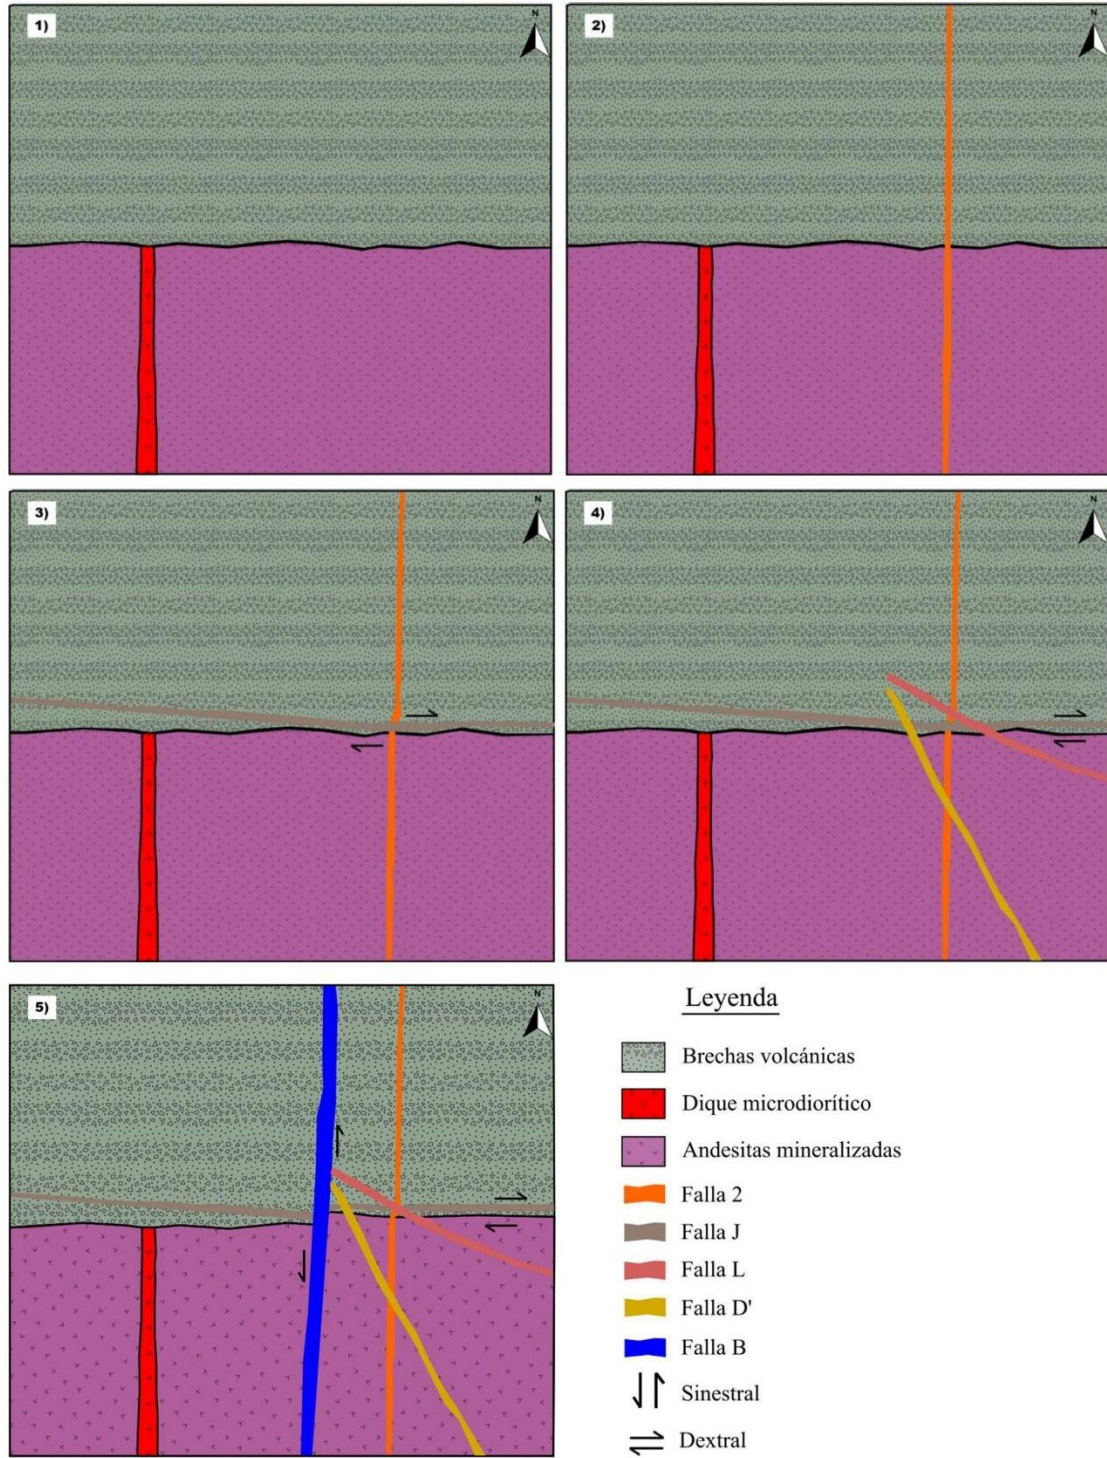 1)
N
2)
N
3)
N
4)
N
5)
N
Leyenda
Brechas volcánicas
Dique microdiorítico
Andesitas mineralizadas
Falla 2
Falla J
Falla L
Falla D'
Falla B
Sinestral
Dextral